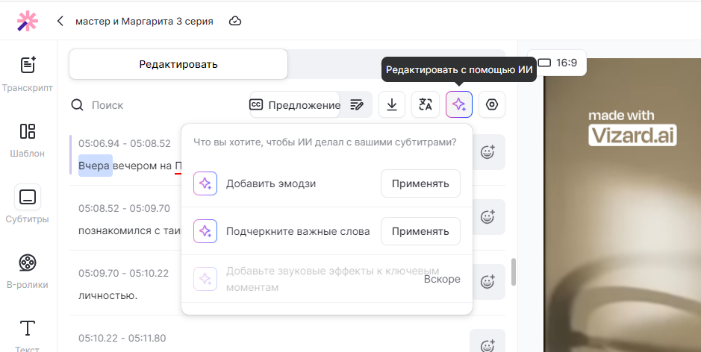 мастер и Маргарита 3 серия
Редактировать
Редактировать с помощью ИИ
16:9
Транскрипт
Шаблон
Субтитры
B-ролики
Текст
Поиск
CC Предложение
Что вы хотите, чтобы ИИ делал с вашими субтитрами?
Добавить эмодзи
Применять
Подчеркните важные слова
Применять
Добавьте звуковые эффекты к ключевым
моментам
Вскоре
05:06.94 - 05:08.52
Вчера вечером на П
05:08.52 - 05:09.70
познакомился с таи
05:09.70 - 05:10.22
личностью.
05:10.22 - 05:11.80
made with
Vizard.ai